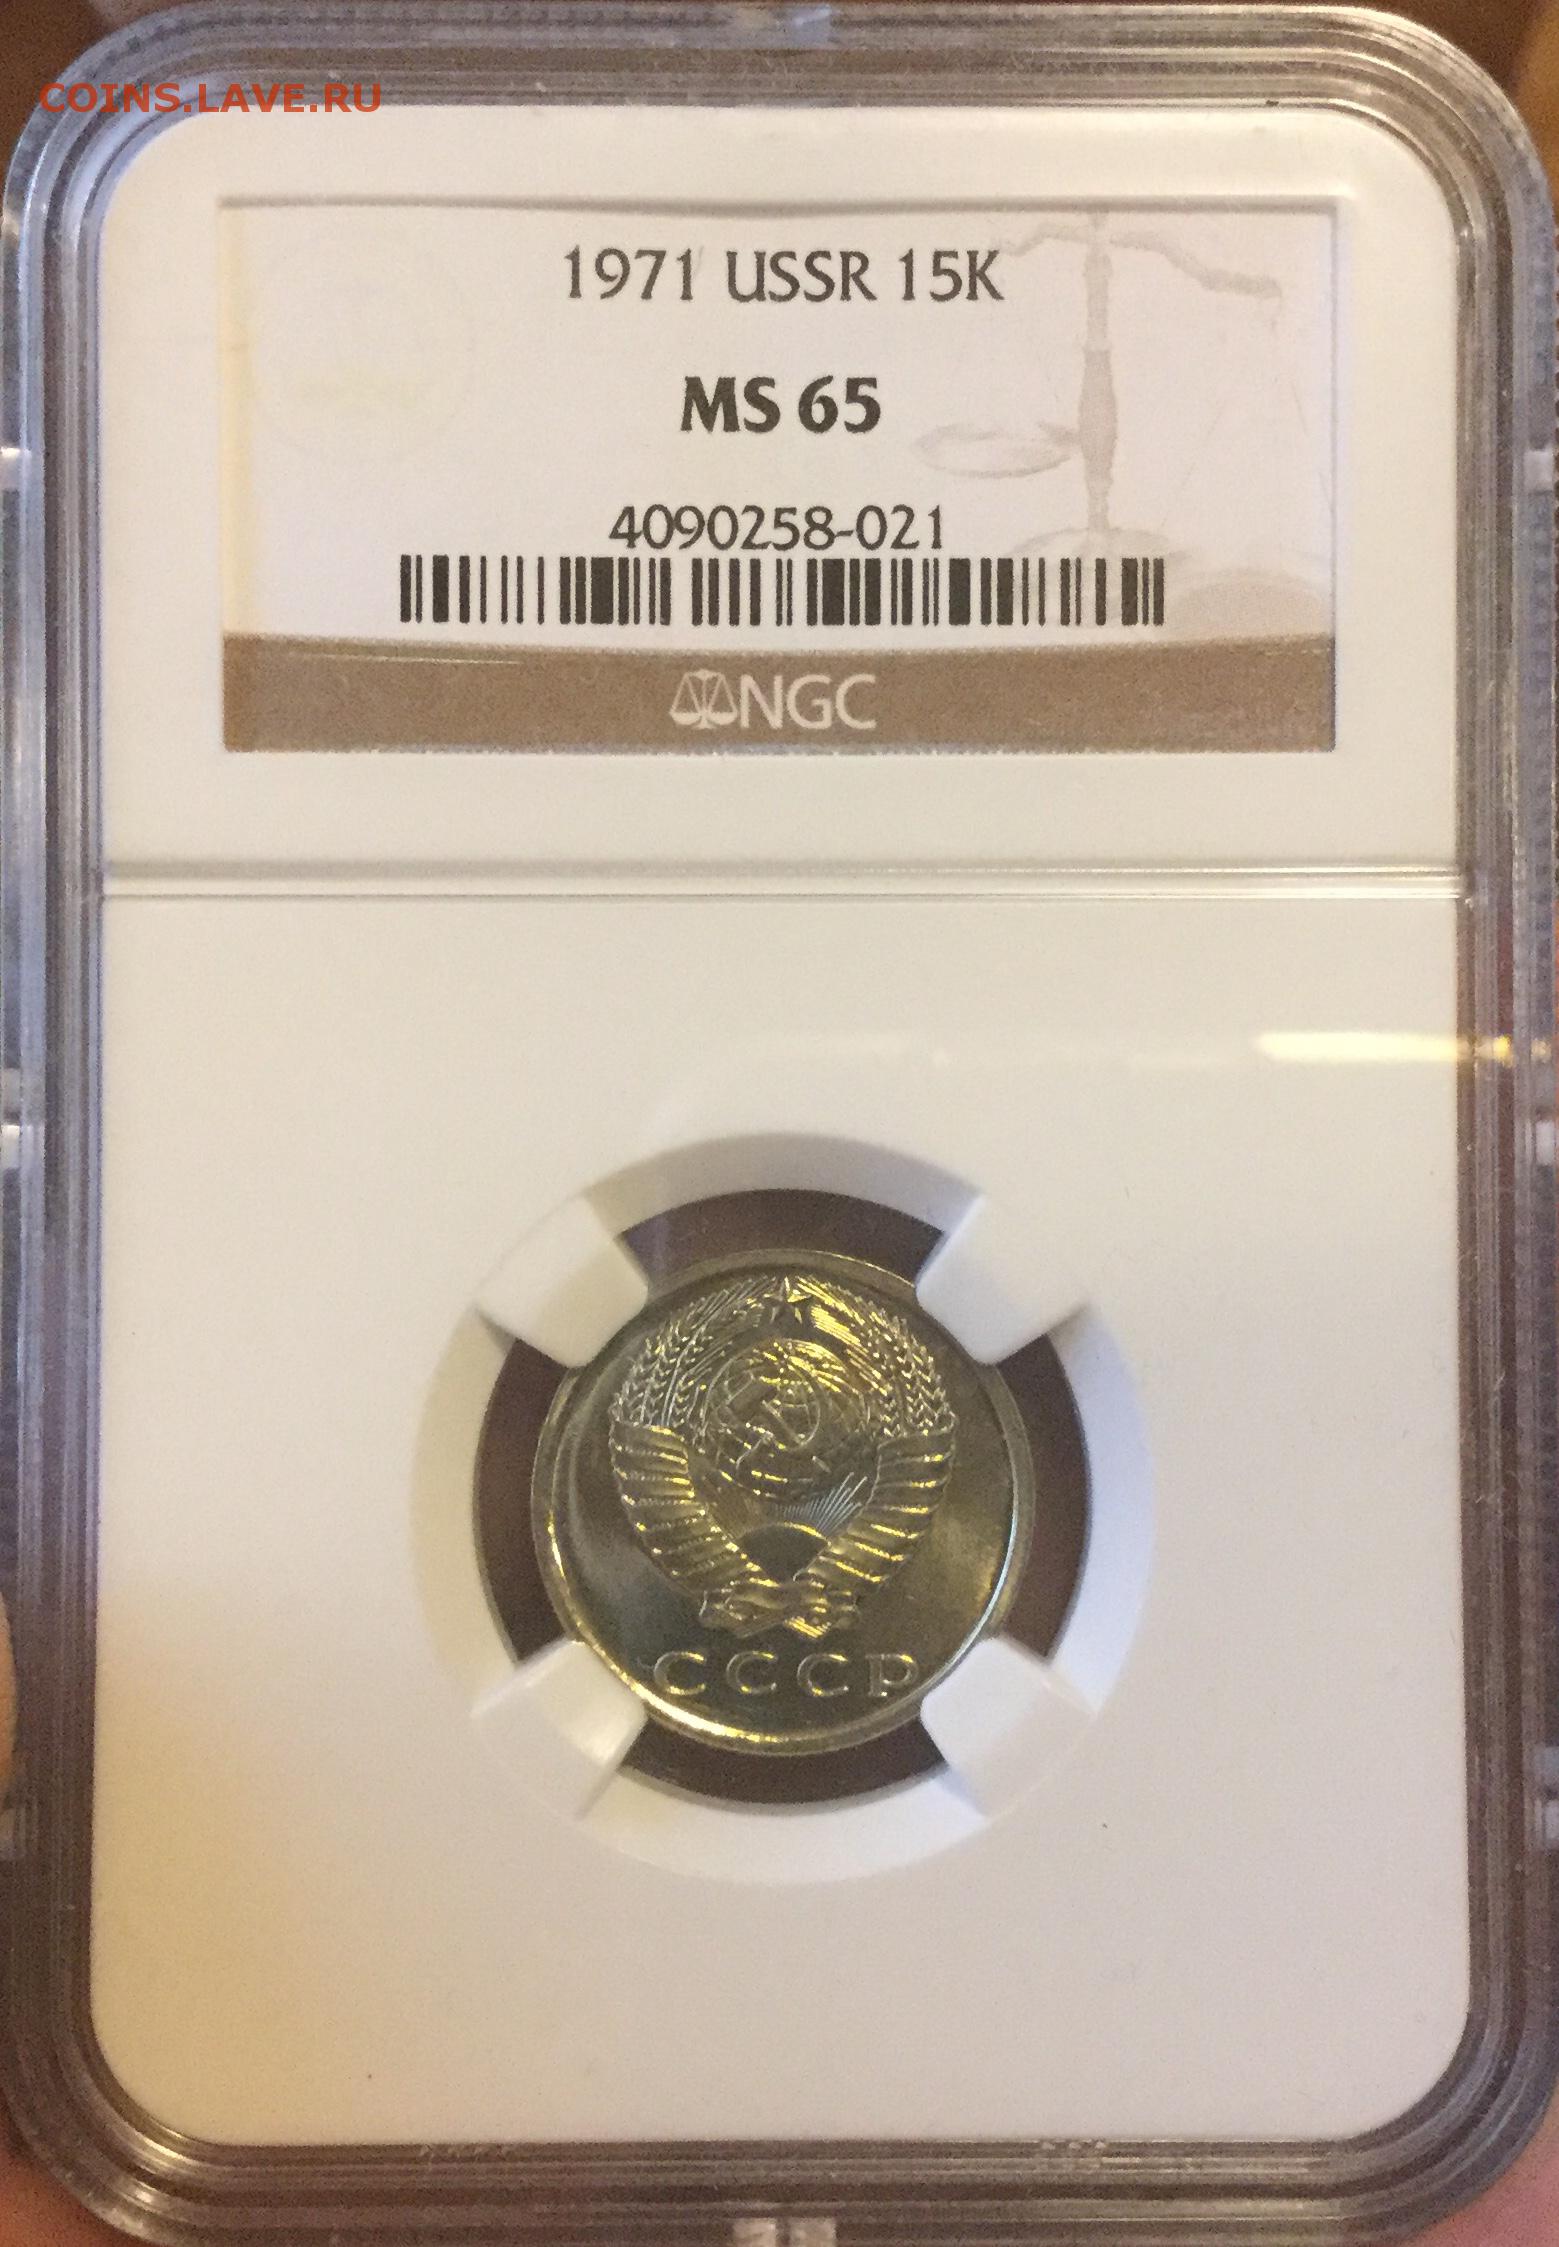 COINS.LAVE.RU
1971 USSR 15K
MS 65
4090258-021
NGC
СССР